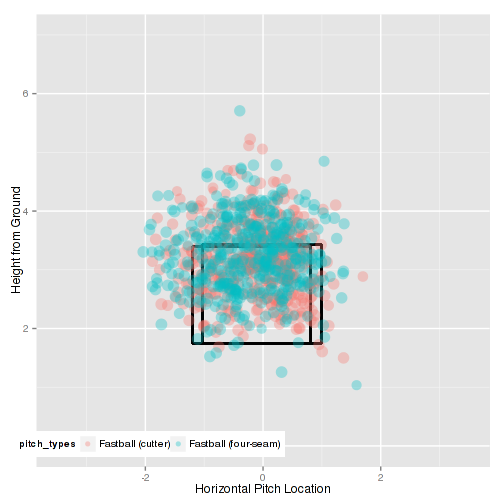 6
4
2
Height from Ground
pitch_types Fastball (cutter) Fastball (four-seam)
-2 0 2
Horizontal Pitch Location